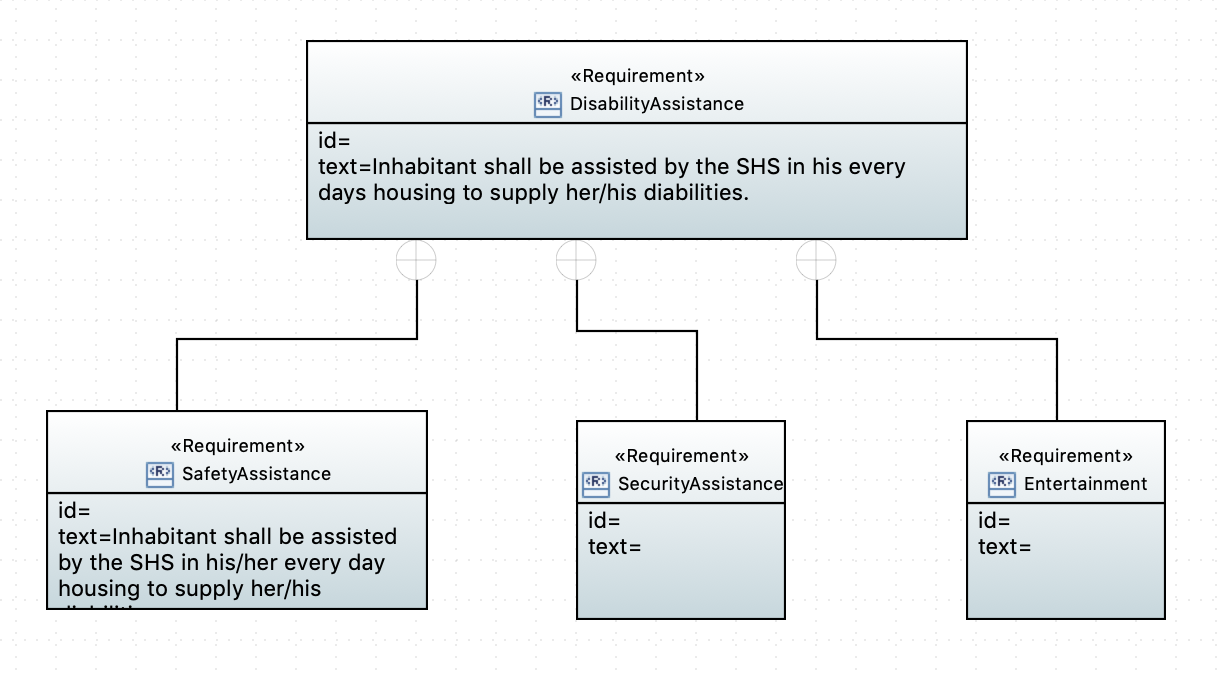 «Requirement»
<R> DisabilityAssistance
id=
text=Inhabitant shall be assisted by the SHS in his every
days housing to supply her/his diabilities.
«Requirement»
<R> SafetyAssistance
id=
text=Inhabitant shall be assisted
by the SHS in his/her every day
housing to supply her/his
«Requirement»
<R> SecurityAssistance
id=
text=
«Requirement»
<R> Entertainment
id=
text=